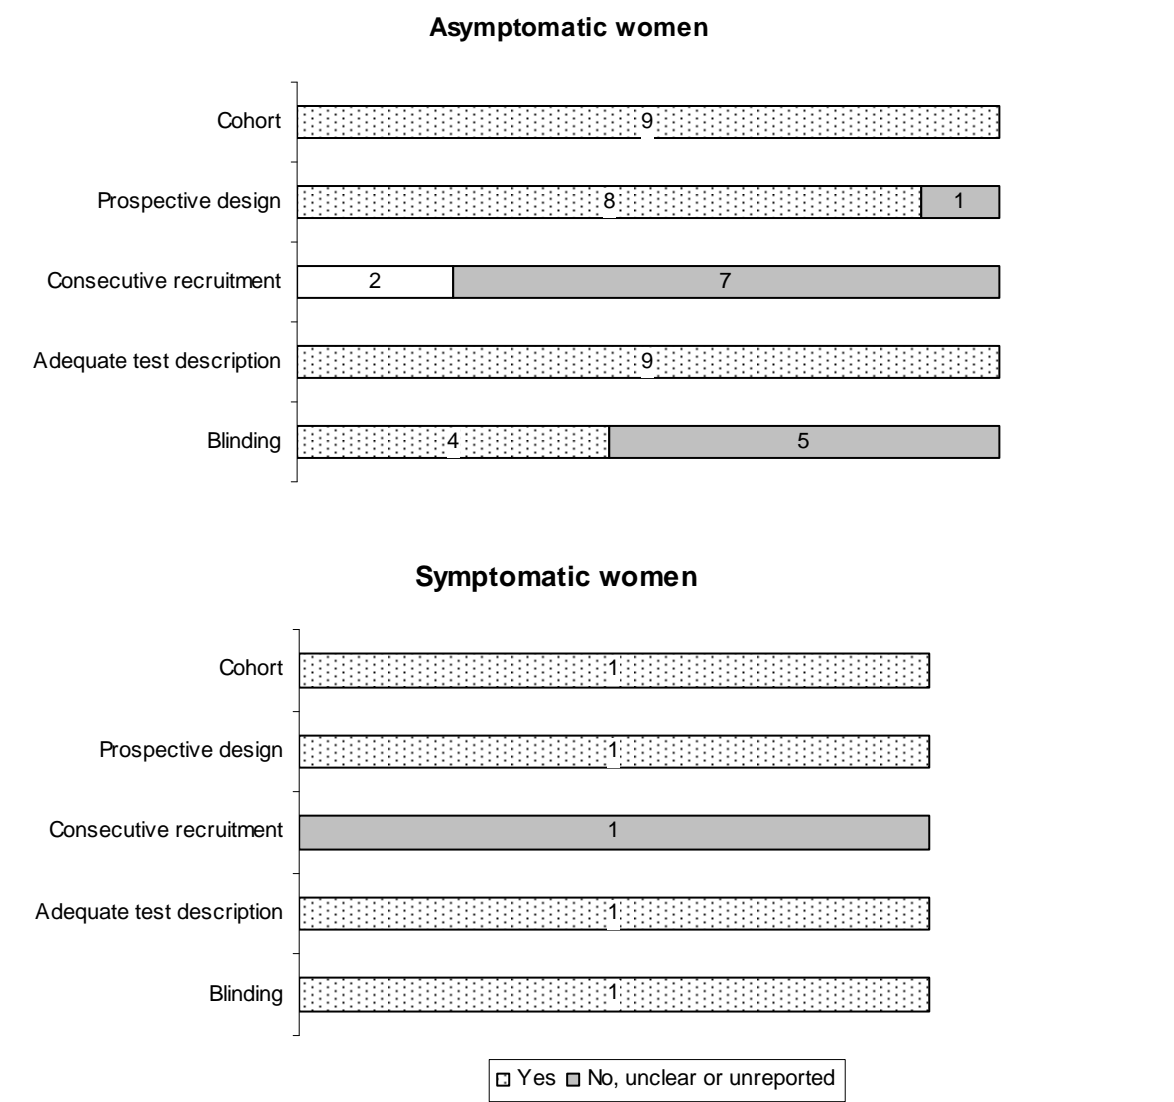 Asymptomatic women
Cohort 9
Prospective design 8 1
Consecutive recruitment 2 7
Adequate test description 9
Blinding 4 5
Symptomatic women
Cohort 1
Prospective design 1
Consecutive recruitment 1
Adequate test description 1
Blinding 1
Yes No, unclear or unreported